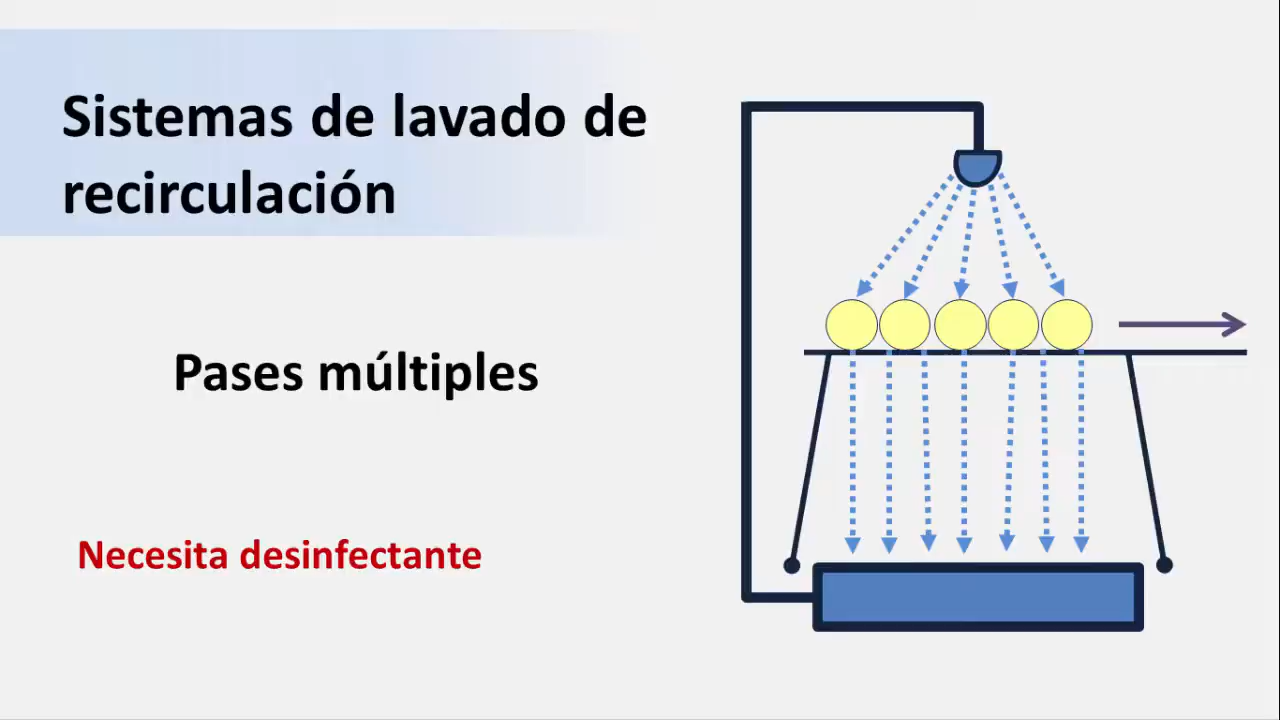 Sistemas de lavado de
recirculación
Pases múltiples
Necesita desinfectante